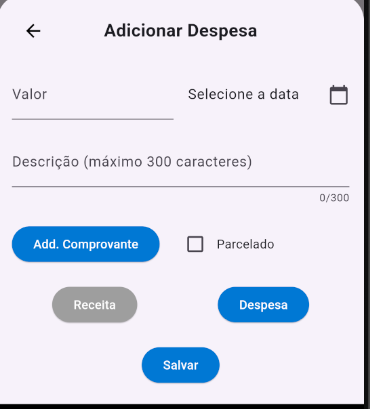 Adicionar Despesa
Valor
Selecione a data
Descrição (máximo 300 caracteres)
0/300
Add. Comprovante
Parcelado
Receita
Despesa
Salvar